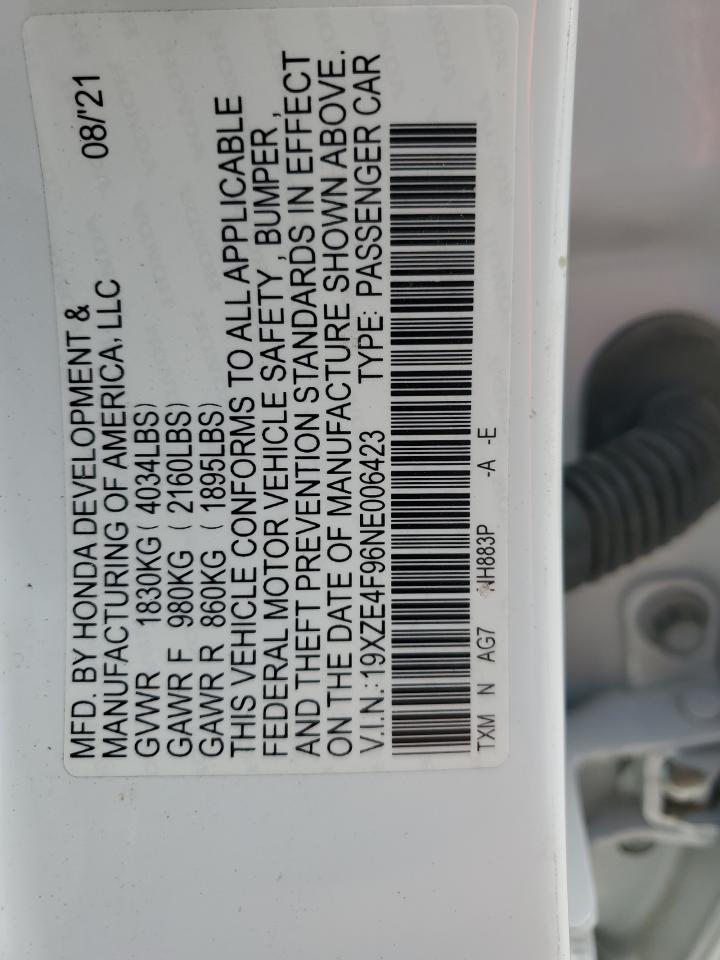 08/'21
MFD. BY HONDA DEVELOPMENT &
MANUFACTURING OF AMERICA, LLC
GVWR 1830KG (4034LBS)
GAWR F 980KG (2160LBS)
GAWR R 860KG (1895LBS)
THIS VEHICLE CONFORMS TO ALL APPLICABLE
FEDERAL MOTOR VEHICLE SAFETY, BUMPER,
AND THEFT PREVENTION STANDARDS IN EFFECT
ON THE DATE OF MANUFACTURE SHOWN ABOVE.
V.I.N.:19XZE4F96NE006423 TYPE: PASSENGER CAR
TXM N AG7 NH883P -A -E